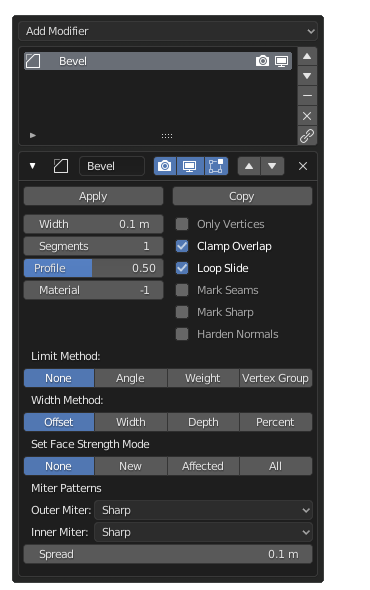 Add Modifier
Bevel
Bevel
Apply Copy
Width 0.1 m Only Vertices
Segments 1 Clamp Overlap
Profile 0.50 Loop Slide
Material -1 Mark Seams
Mark Sharp
Harden Normals
Limit Method:
None Angle Weight Vertex Group
Width Method:
Offset Width Depth Percent
Set Face Strength Mode
None New Affected All
Miter Patterns
Outer Miter: Sharp
Inner Miter: Sharp
Spread 0.1 m